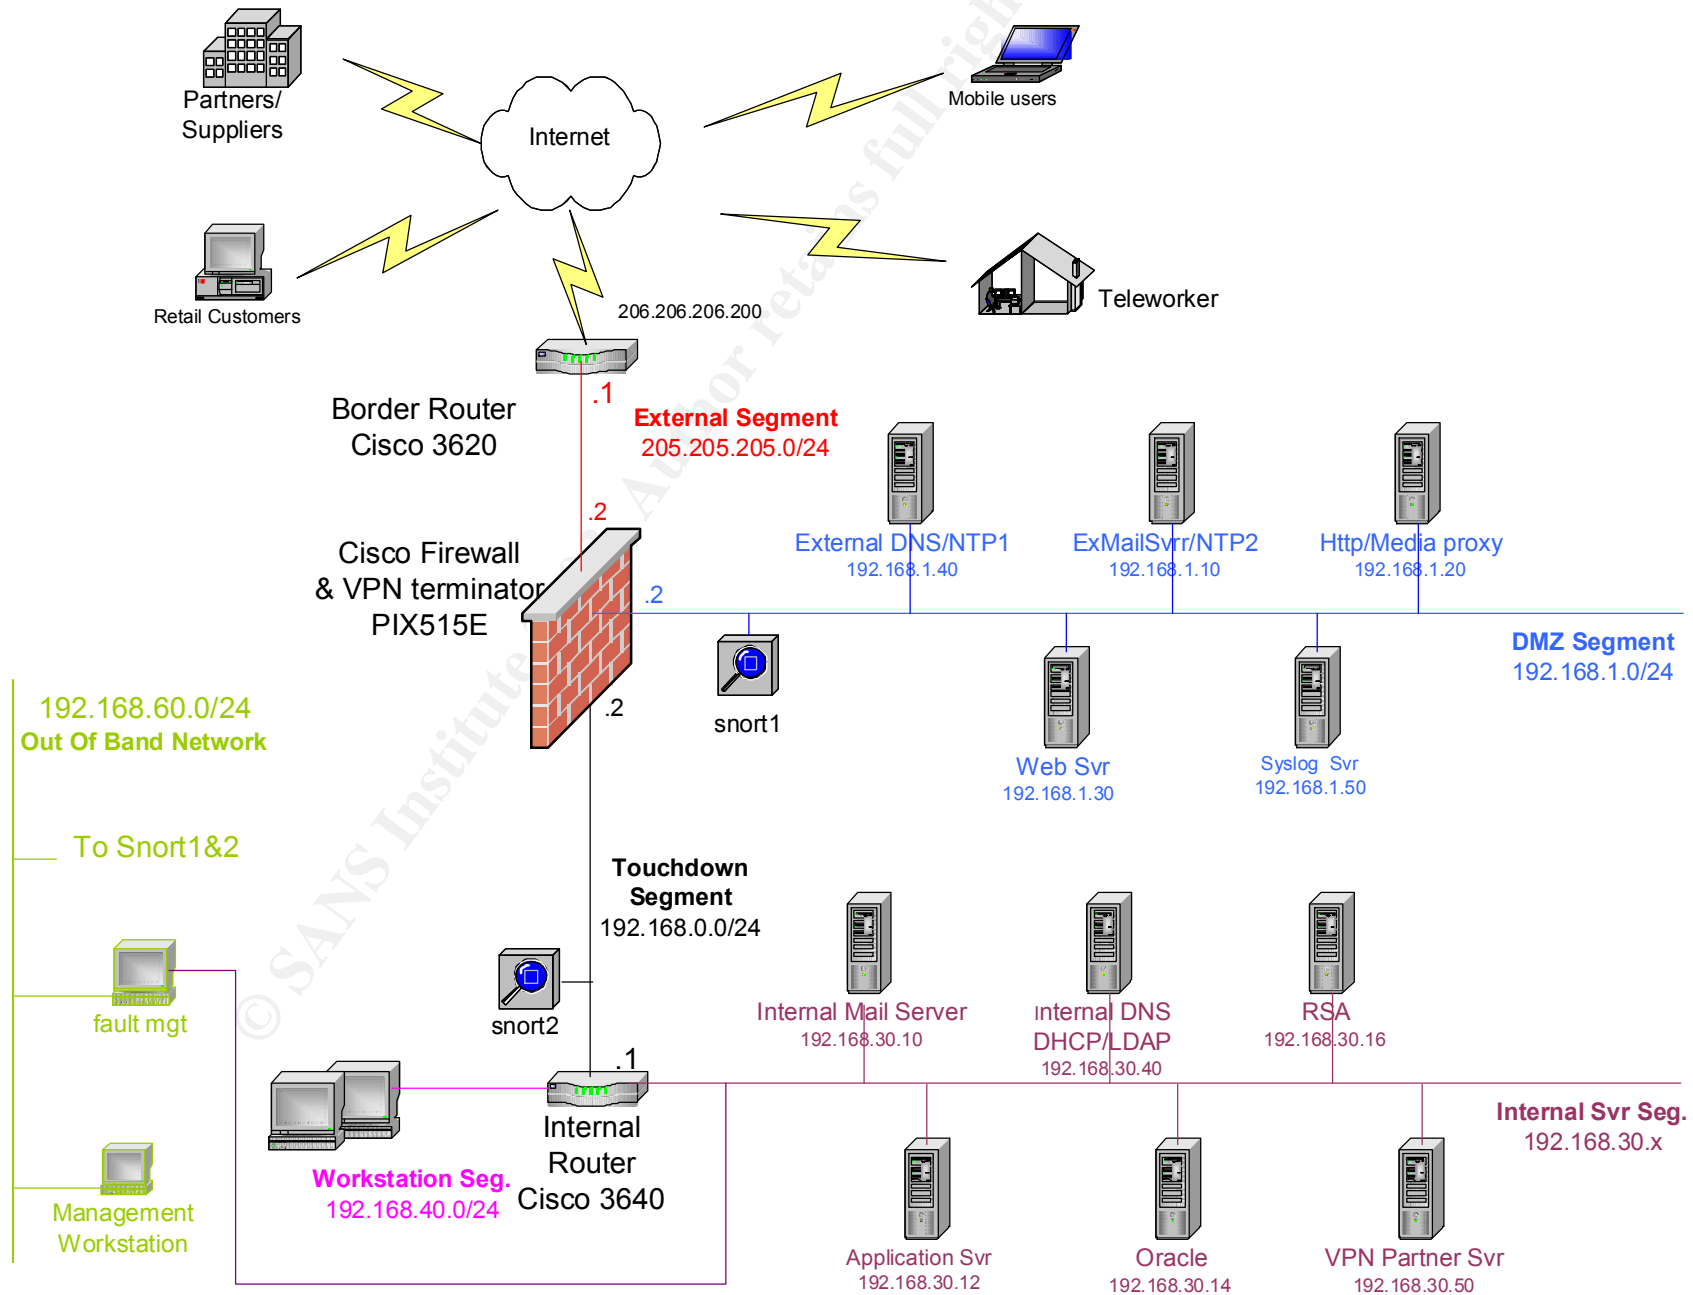 Partners/
Suppliers
Internet
Mobile users
Retail Customers
Teleworker
206.206.206.200
.1
Border Router
Cisco 3620
External Segment
205.205.205.0/24
.2
Cisco Firewall
& VPN terminator
PIX515E
.2
.2
External DNS/NTP1
192.168.1.40
ExMailSvrr/NTP2
192.168.1.10
Http/Media proxy
192.168.1.20
DMZ Segment
192.168.1.0/24
snort1
Web Svr
192.168.1.30
Syslog Svr
192.168.1.50
192.168.60.0/24
Out Of Band Network
To Snort1&2
fault mgt
Management
Workstation
Touchdown
Segment
192.168.0.0/24
snort2
.1
Internal
Router
Cisco 3640
Workstation Seg.
192.168.40.0/24
Internal Mail Server
192.168.30.10
Internal DNS
DHCP/LDAP
192.168.30.40
RSA
192.168.30.16
Internal Svr Seg.
192.168.30.x
Application Svr
192.168.30.12
Oracle
192.168.30.14
VPN Partner Svr
192.168.30.50
© SANS Institute Author retains full righ